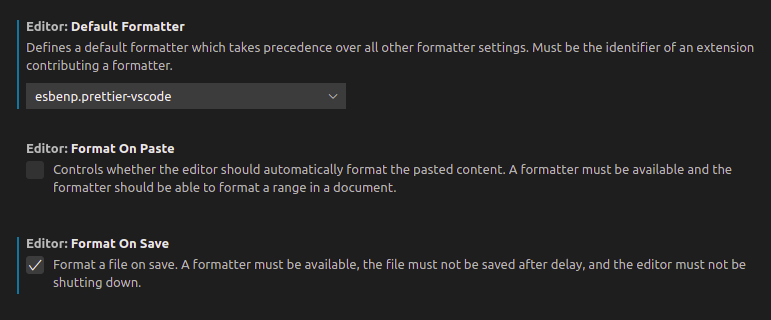 Editor: Default Formatter
Defines a default formatter which takes precedence over all other formatter settings. Must be the identifier of an extension
contributing a formatter.
esbenp.prettier-vscode
Editor: Format On Paste
Controls whether the editor should automatically format the pasted content. A formatter must be available and the
formatter should be able to format a range in a document.
Editor: Format On Save
Format a file on save. A formatter must be available, the file must not be saved after delay, and the editor must not be
shutting down.